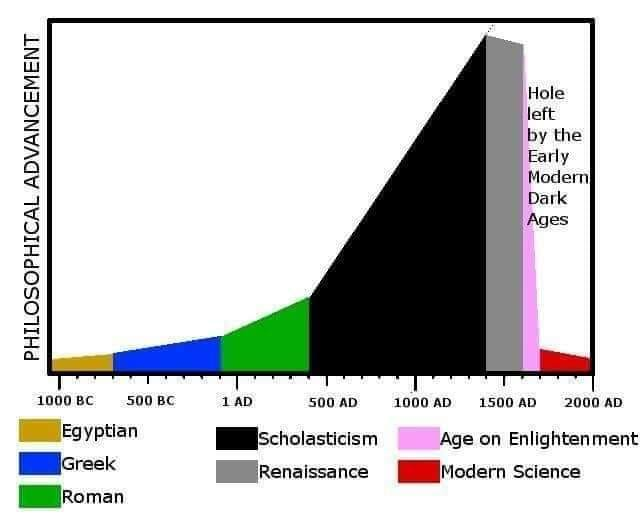 PHILOSOPHICAL ADVANCEMENT
Hole
left
by the
Early
Modern
Dark
Ages
1000 BC
500 BC
1 AD
500 AD
1000 AD
1500 AD
2000 AD
Egyptian
Greek
Roman
Scholasticism
Renaissance
Age on Enlightenment
Modern Science